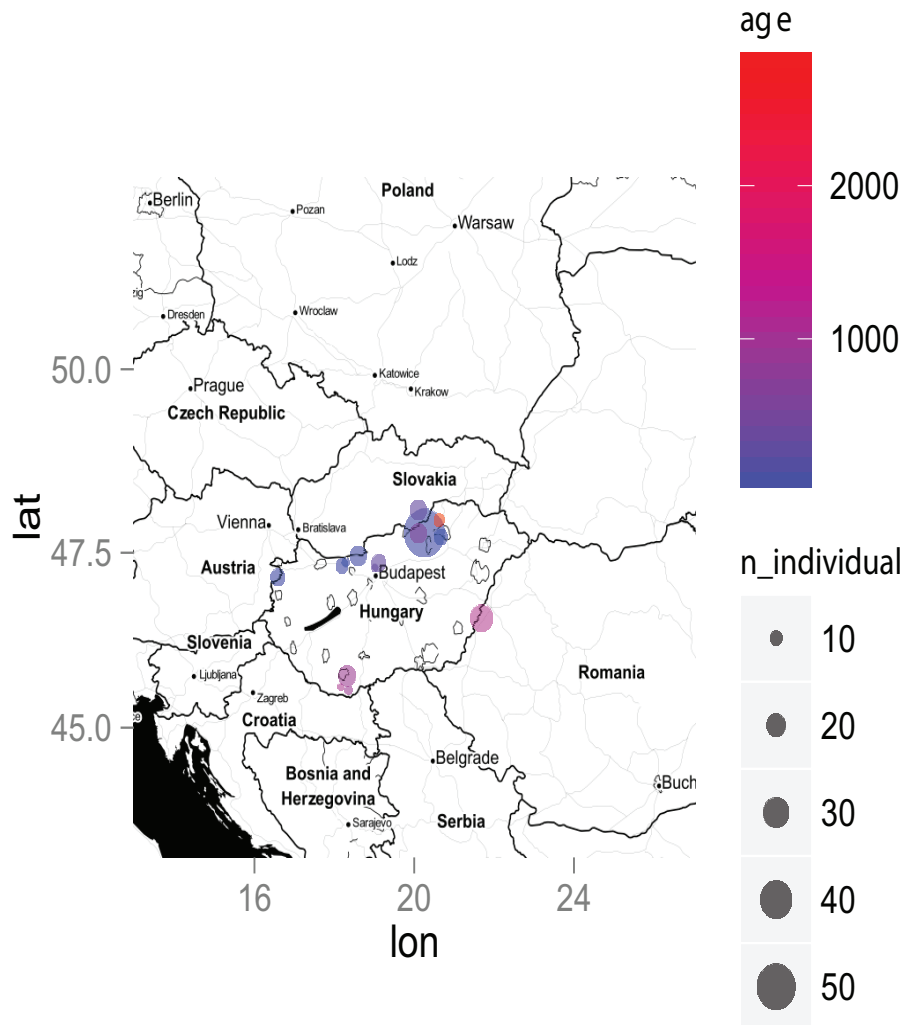 age
2000
1000
Poland
Berlin
Pozan
Warsaw
Lodz
zig
Dresden
Wroclaw
50.0
Katowice
Krakow
Prague
Czech Republic
Slovakia
lat
Vienna
Bratislava
47.5
Austria
Budapest
Hungary
Slovenia
Ljubljana
Zagreb
Romania
Croatia
45.0
ce
Belgrade
Bosnia and
Herzegovina
Buch
Sarajevo
Serbia
16
20
24
lon
n_individual
10
20
30
40
50